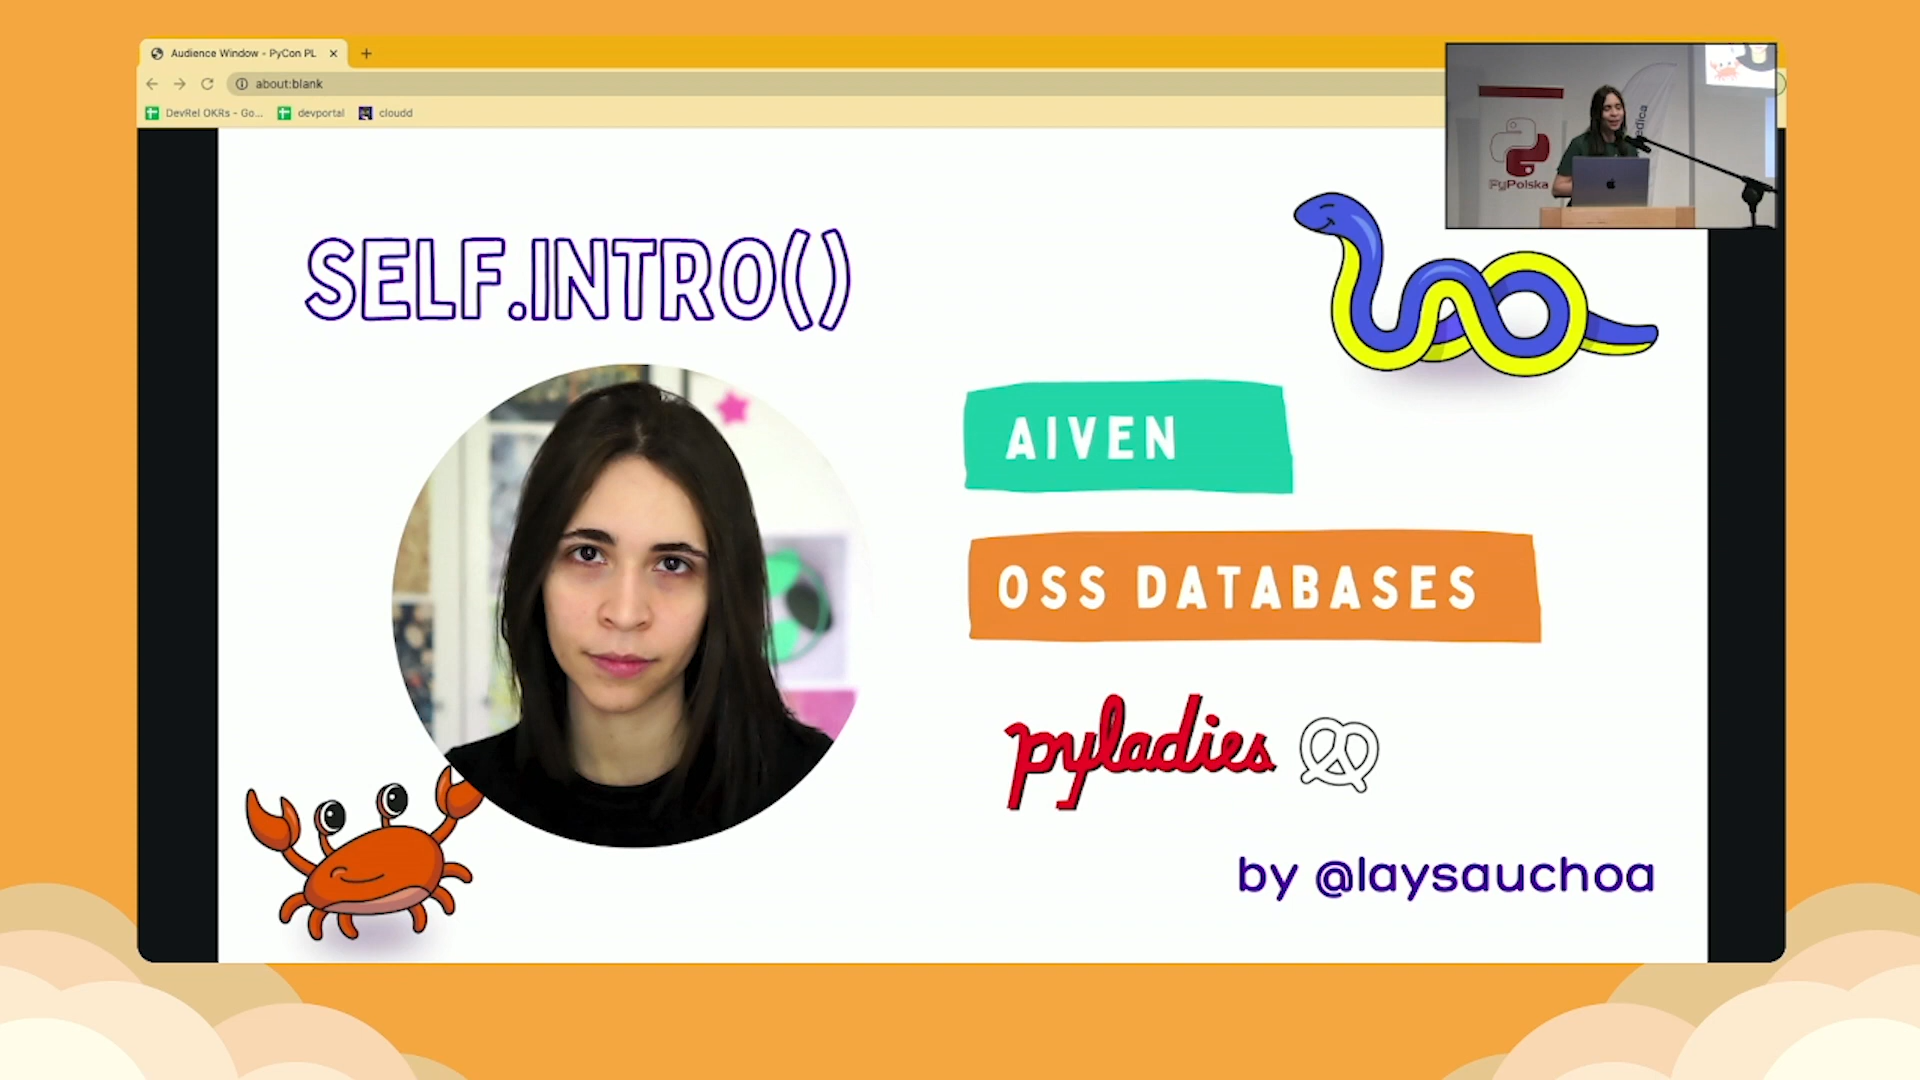 Audience Window - PyCon PL
about:blank
DevRel OKRs - Go...
devportal
cloudd
PyPolska
edica
SELF.INTRO()
AIVEN
OSS DATABASES
pyladies
by @laysauchoa